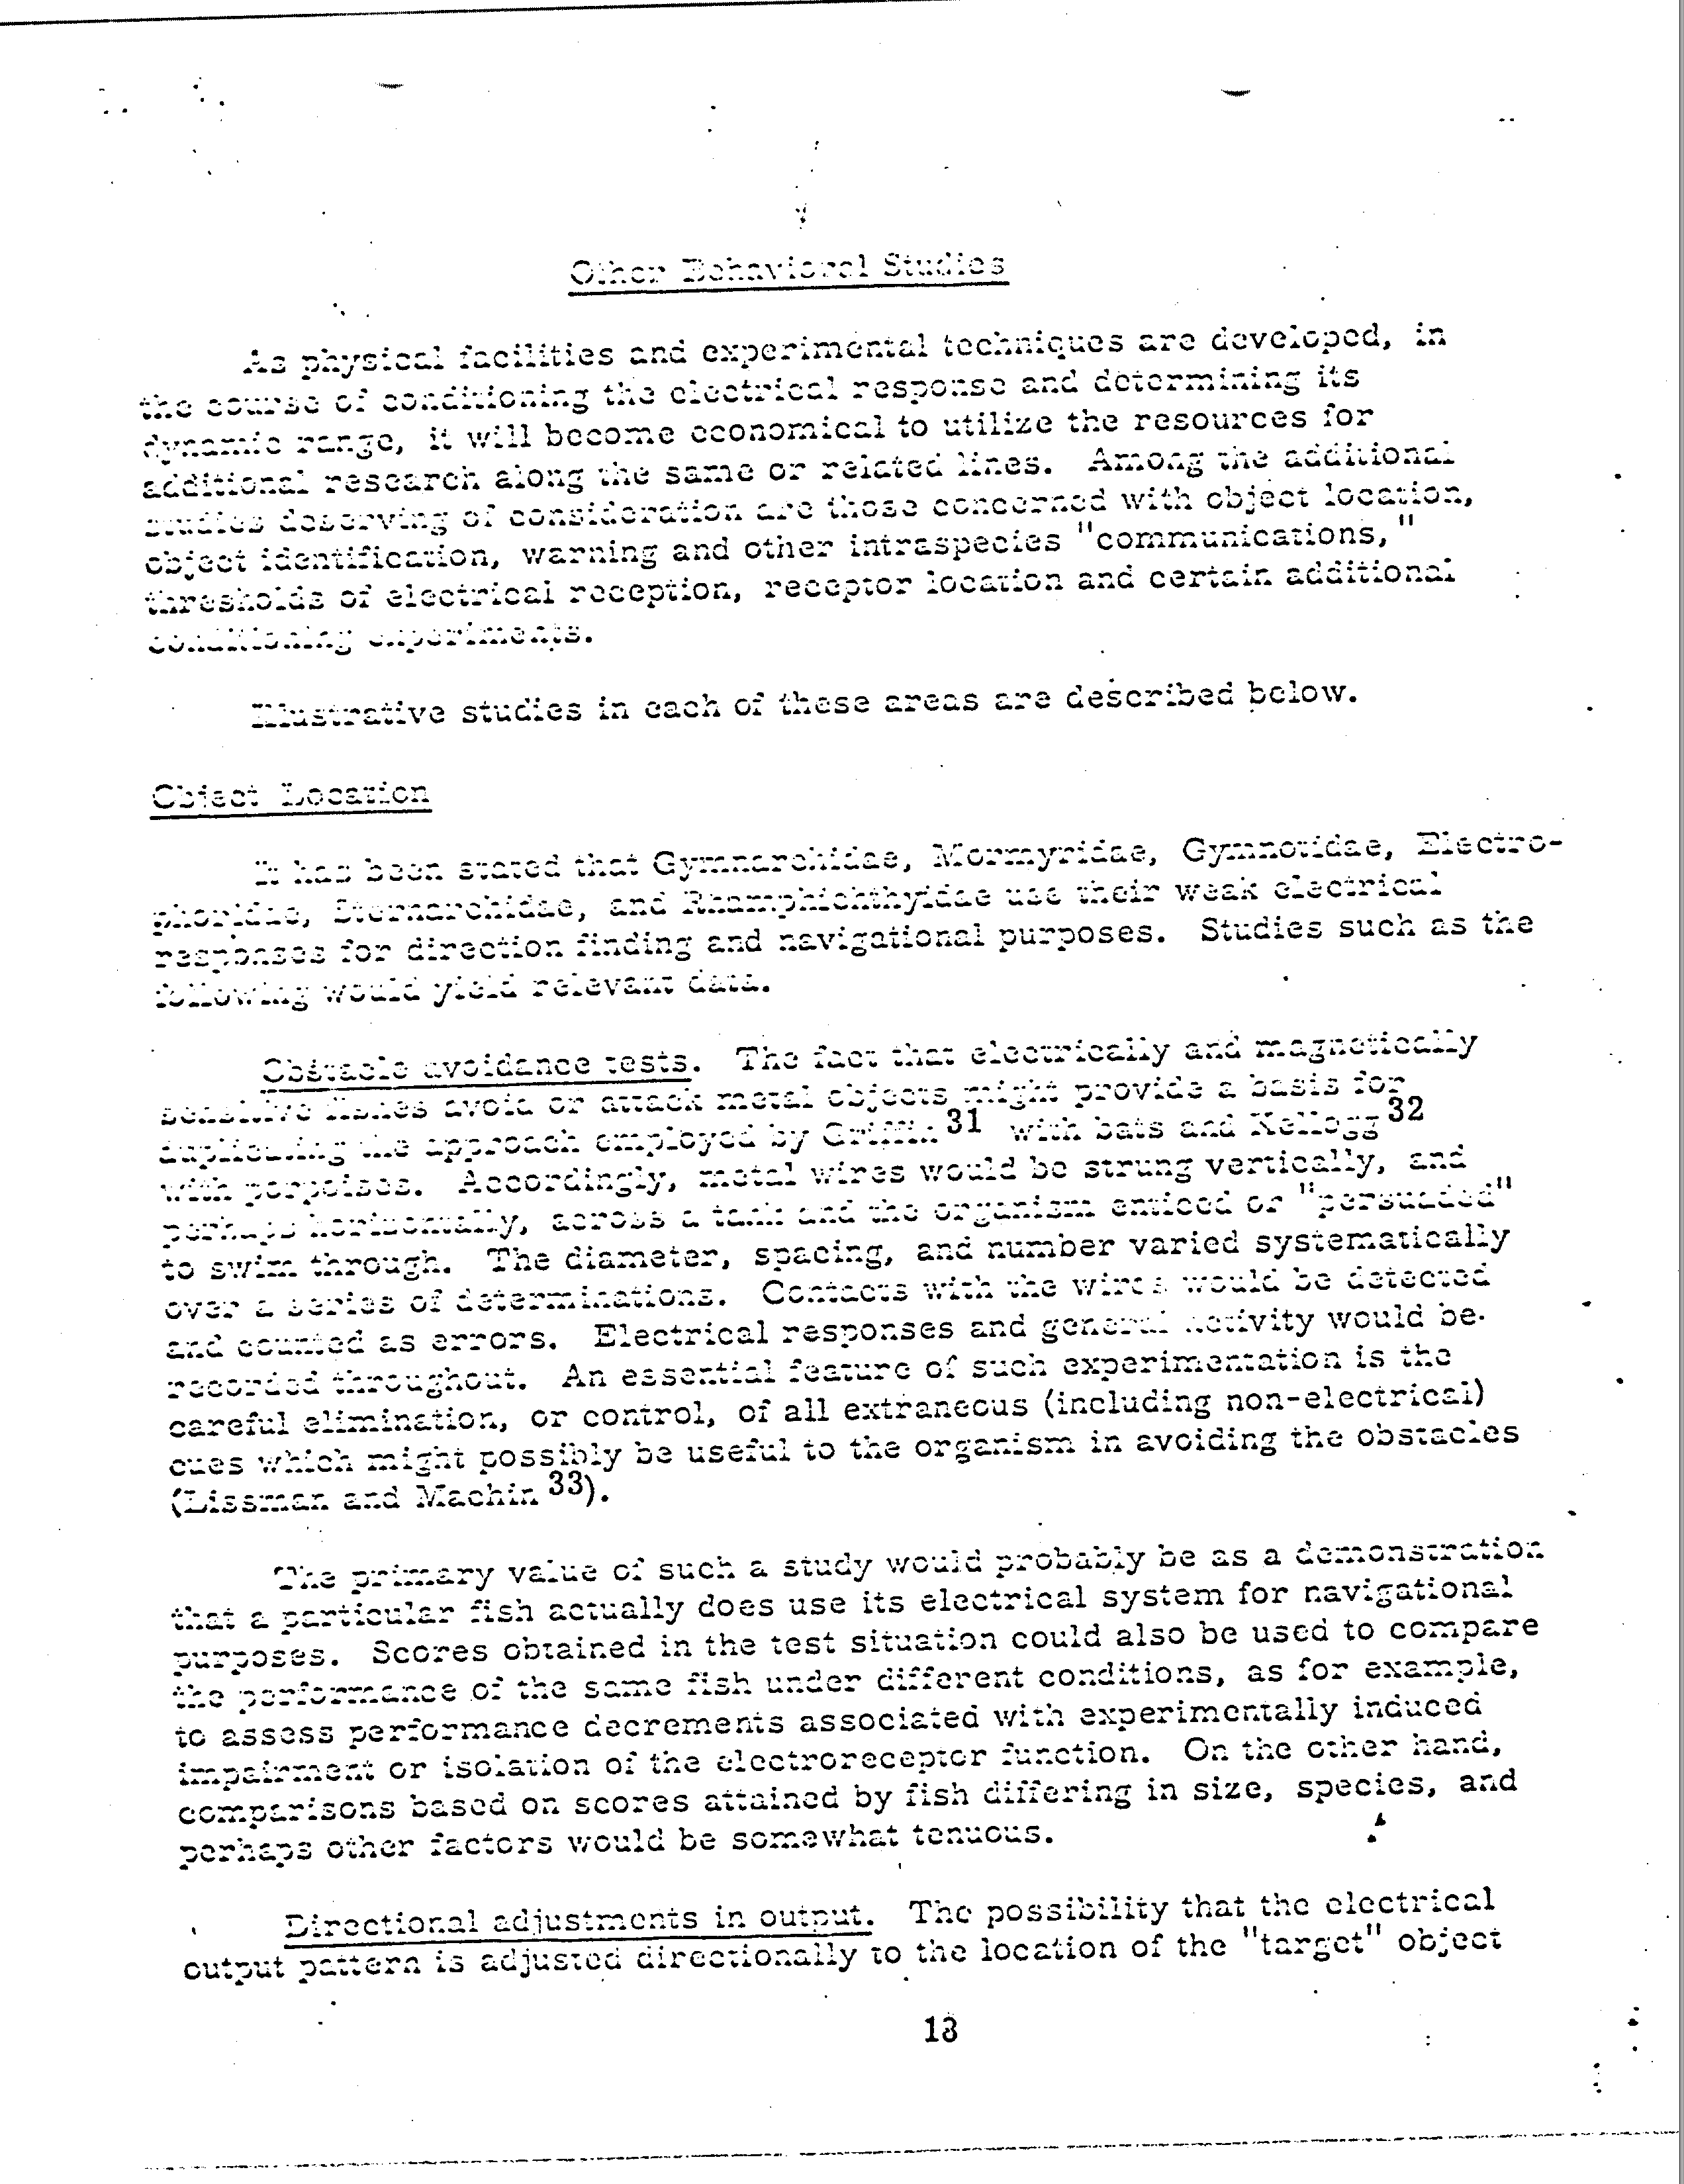 Other Behavioral Studies
As physical facilities and experimental techniques are developed, in
the course of conditioning the electrical response and determining its
dynamic range, it will become economical to utilize the resources for
additional research along the same or related lines. Among the additional
studies deserving of consideration are those concerned with object location,
object identification, warning and other intraspecies "communications,"
thresholds of electrical reception, receptor location and certain additional
conditioning experiments.
Illustrative studies in each of these areas are described below.
Object Location
It has been stated that Gymnarchidae, Mormyridae, Gymnotidae, Electro-
phoridae, Sternarchidae, and Rhamphichthyidae use their weak electrical
responses for direction finding and navigational purposes. Studies such as the
following would yield relevant data.
Obstacle avoidance tests. The fact that electrically and magnetically
sensitive fishes avoid or attack metal objects might provide a basis for
duplicating the approach employed by Griffin 31 with bats and Kellogg 32
with porpoises. Accordingly, metal wires would be strung vertically, and
perhaps horizontally, across a tank and the organism enticed or "persuaded"
to swim through. The diameter, spacing, and number varied systematically
over a series of determinations. Contacts with the wires would be detected
and counted as errors. Electrical responses and general activity would be
recorded throughout. An essential feature of such experimentation is the
careful elimination, or control, of all extraneous (including non-electrical)
cues which might possibly be useful to the organism in avoiding the obstacles
(Lissman and Machin 33).
The primary value of such a study would probably be as a demonstration
that a particular fish actually does use its electrical system for navigational
purposes. Scores obtained in the test situation could also be used to compare
the performance of the same fish under different conditions, as for example,
to assess performance decrements associated with experimentally induced
impairment or isolation of the electroreceptor function. On the other hand,
comparisons based on scores attained by fish differing in size, species, and
perhaps other factors would be somewhat tenuous.
Directional adjustments in output. The possibility that the electrical
output pattern is adjusted directionally to the location of the "target" object
18